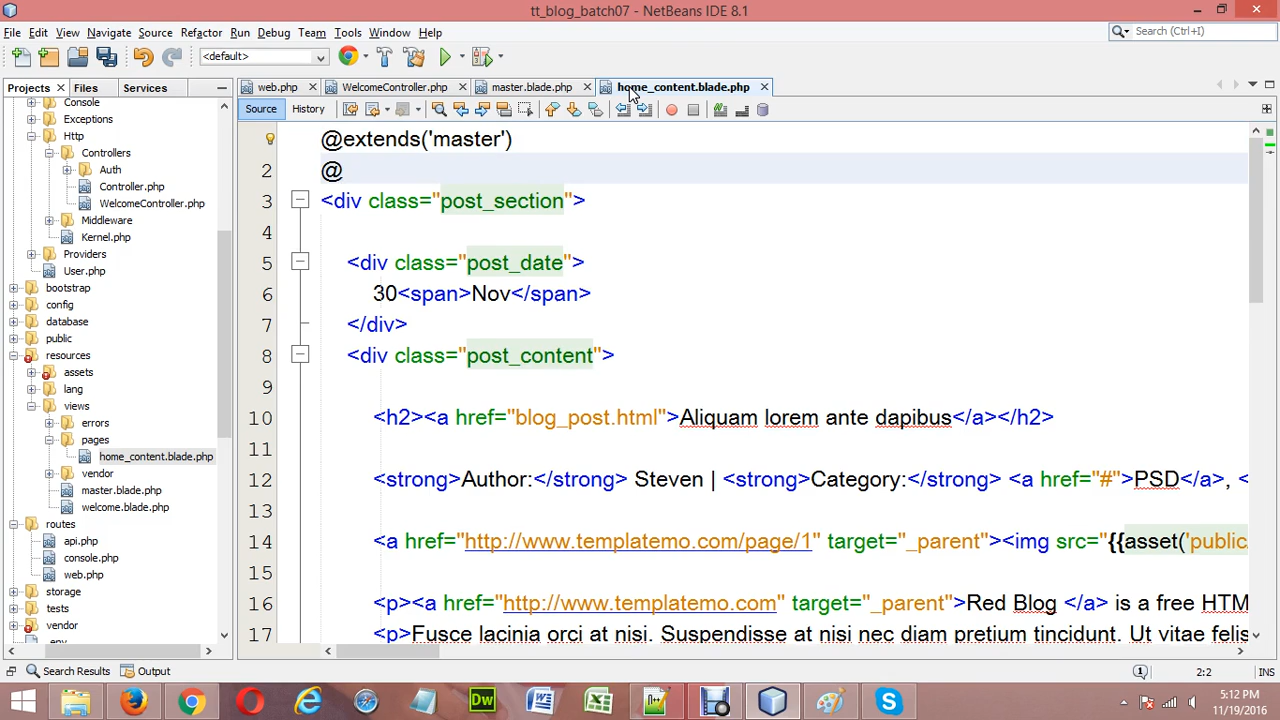 tt_blog_batch07 - NetBeans IDE 8.1
File Edit View Navigate Source Refactor Run Debug Team Tools Window Help
Search (Ctrl+I)
<default>
Projects Files Services
web.php WelcomeController.php master.blade.php home_content.blade.php
Source History
Console
Exceptions
Http
Controllers
Auth
Controller.php
WelcomeController.php
Middleware
Kernel.php
Providers
User.php
bootstrap
config
database
public
resources
assets
lang
views
errors
pages
home_content.blade.php
vendor
master.blade.php
welcome.blade.php
routes
api.php
console.php
web.php
storage
tests
vendor
1 @extends('master')
2 @
3 <div class="post_section">
4
5 <div class="post_date">
6 30<span>Nov</span>
7 </div>
8 <div class="post_content">
9
10 <h2><a href="blog_post.html">Aliquam lorem ante dapibus</a></h2>
11
12 <strong>Author:</strong> Steven | <strong>Category:</strong> <a href="#">PSD</a>, <
13
14 <a href="http://www.templatemo.com/page/1" target="_parent"><img src="{{asset('public
15
16 <p><a href="http://www.templatemo.com" target="_parent">Red Blog </a> is a free HTM
17 <p>Fusce lacinia orci at nisi. Suspendisse at nisi nec diam pretium tincidunt. Ut vitae felis
Search Results Output
1 2:2 INS
Dw
5:12 PM
11/19/2016